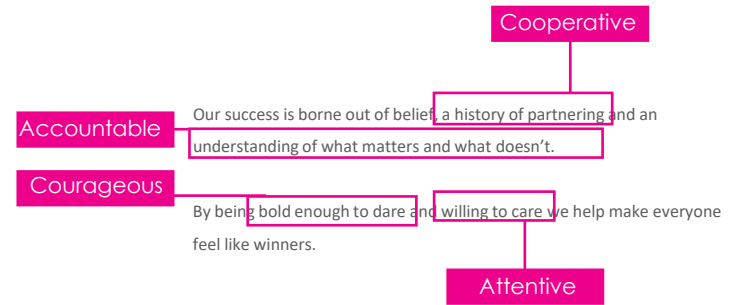 Cooperative
Our success is borne out of belief, a history of partnering and an
Accountable
understanding of what matters and what doesn’t.
Courageous
By being bold enough to dare and willing to care we help make everyone
feel like winners.
Attentive